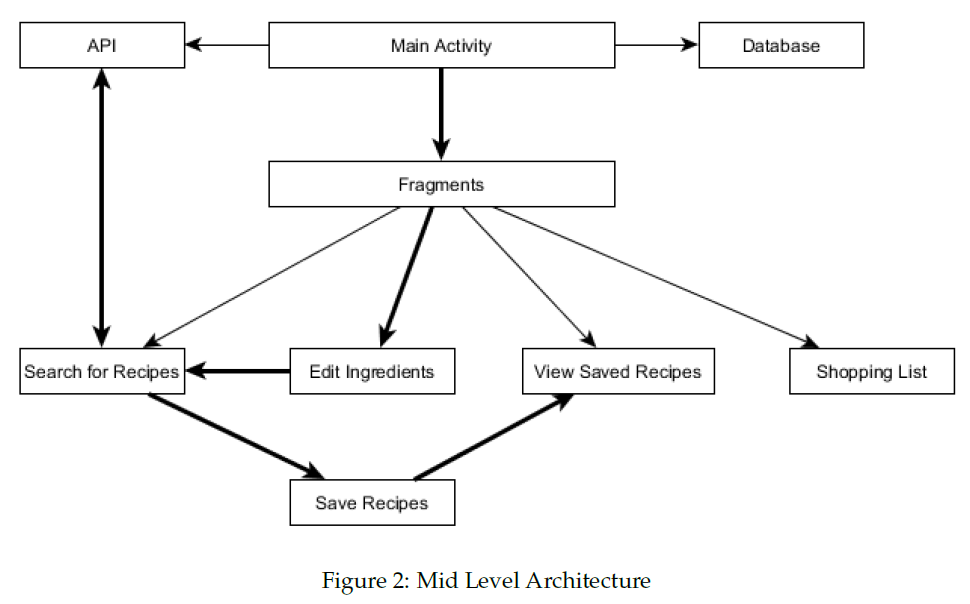 API
Main Activity
Database
Fragments
Search for Recipes
Edit Ingredients
View Saved Recipes
Shopping List
Save Recipes
Figure 2: Mid Level Architecture